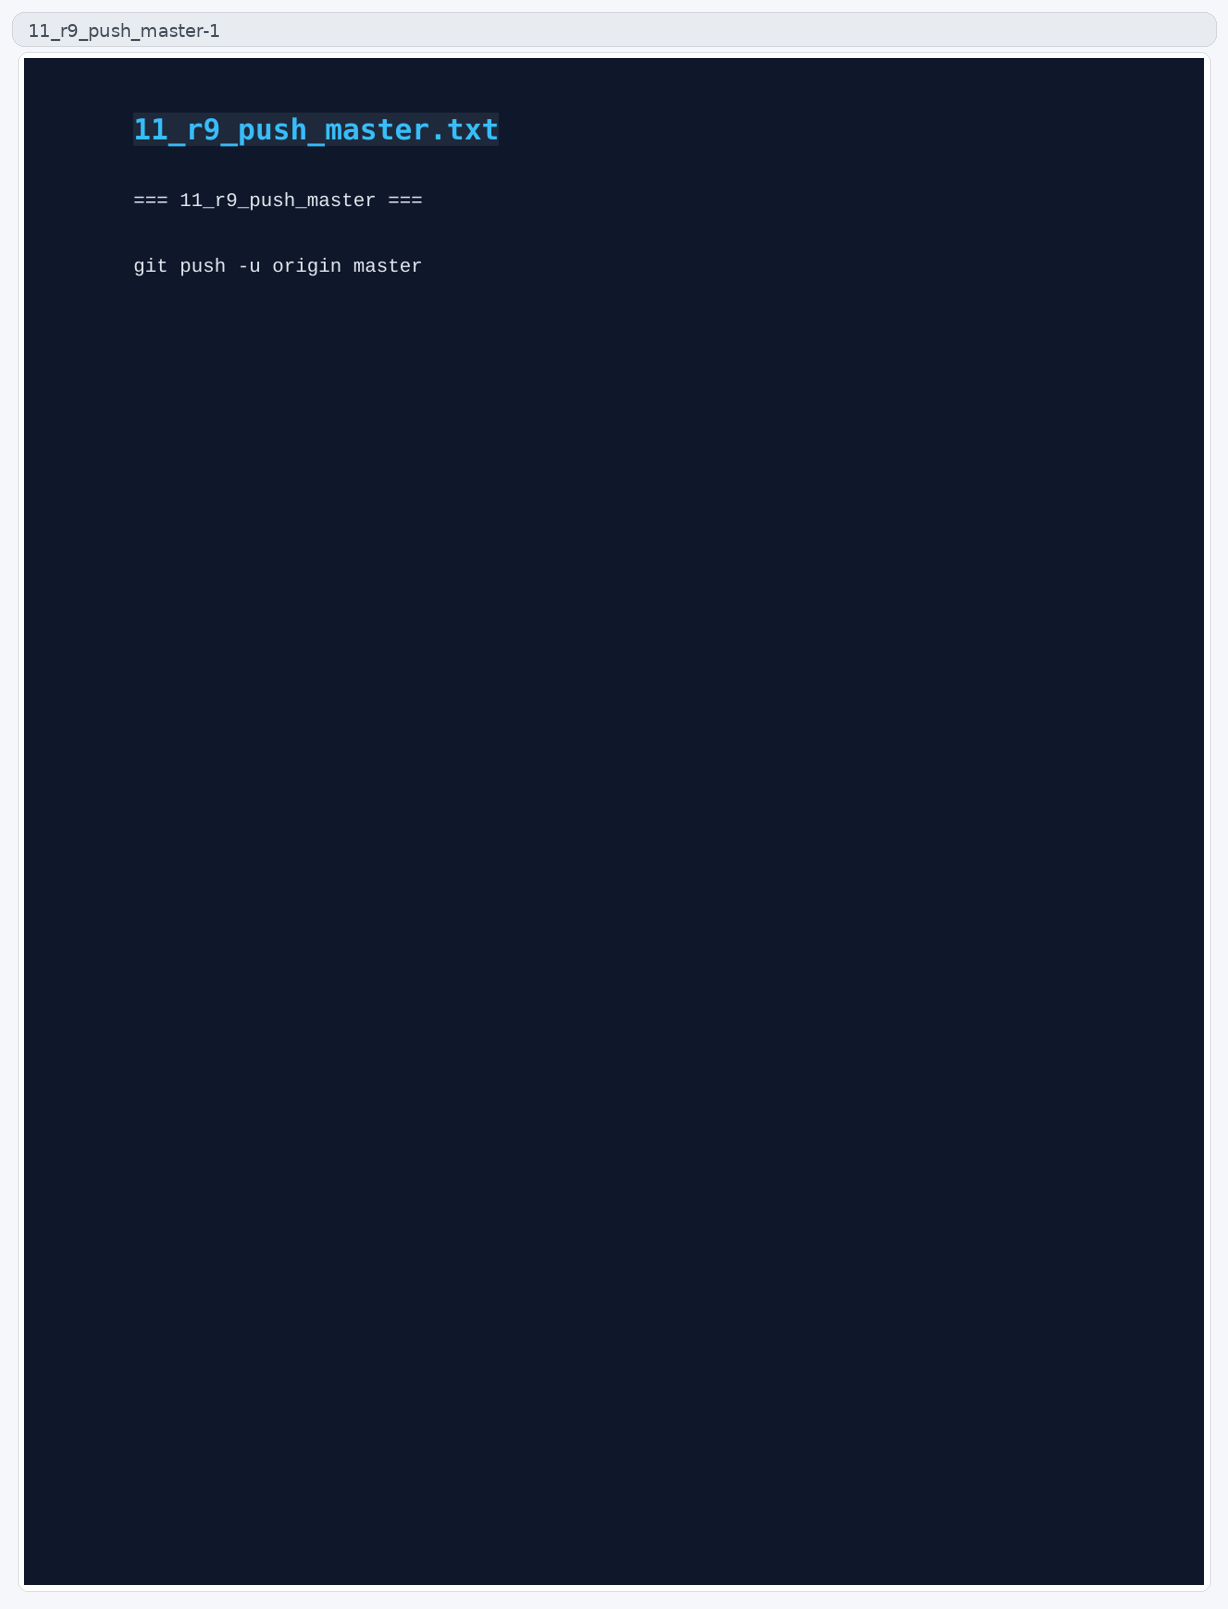 11_r9_push_master-1
11_r9_push_master.txt
=== 11_r9_push_master ===
git push -u origin master